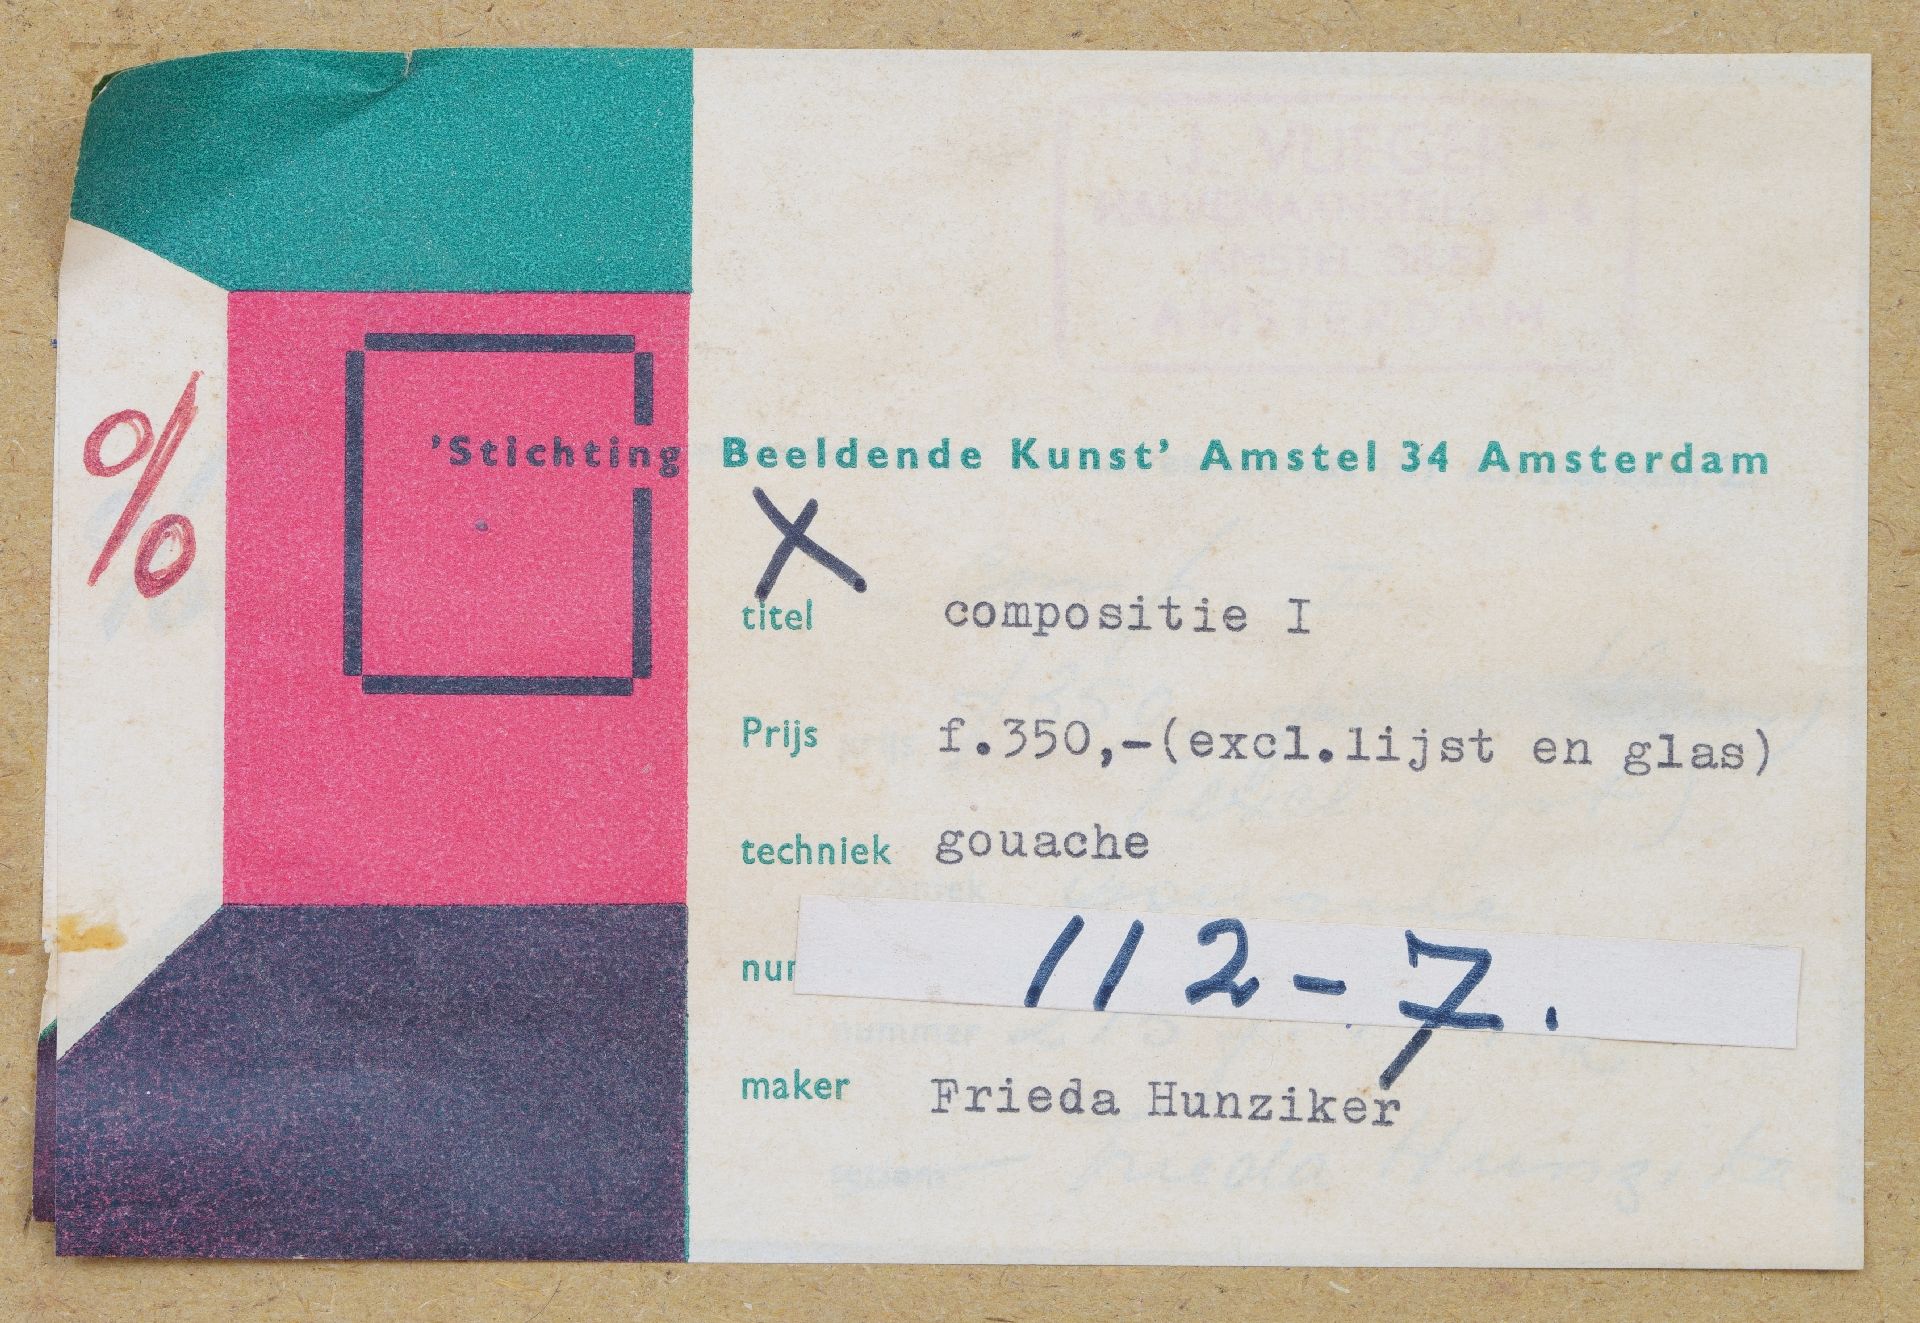 'Stichting Beeldende Kunst' Amstel 34 Amsterdam
%
X
titel compositie I
Prijs f.350,-(excl.lijst en glas)
techniek gouache
112-7.
maker Frieda Hunziker